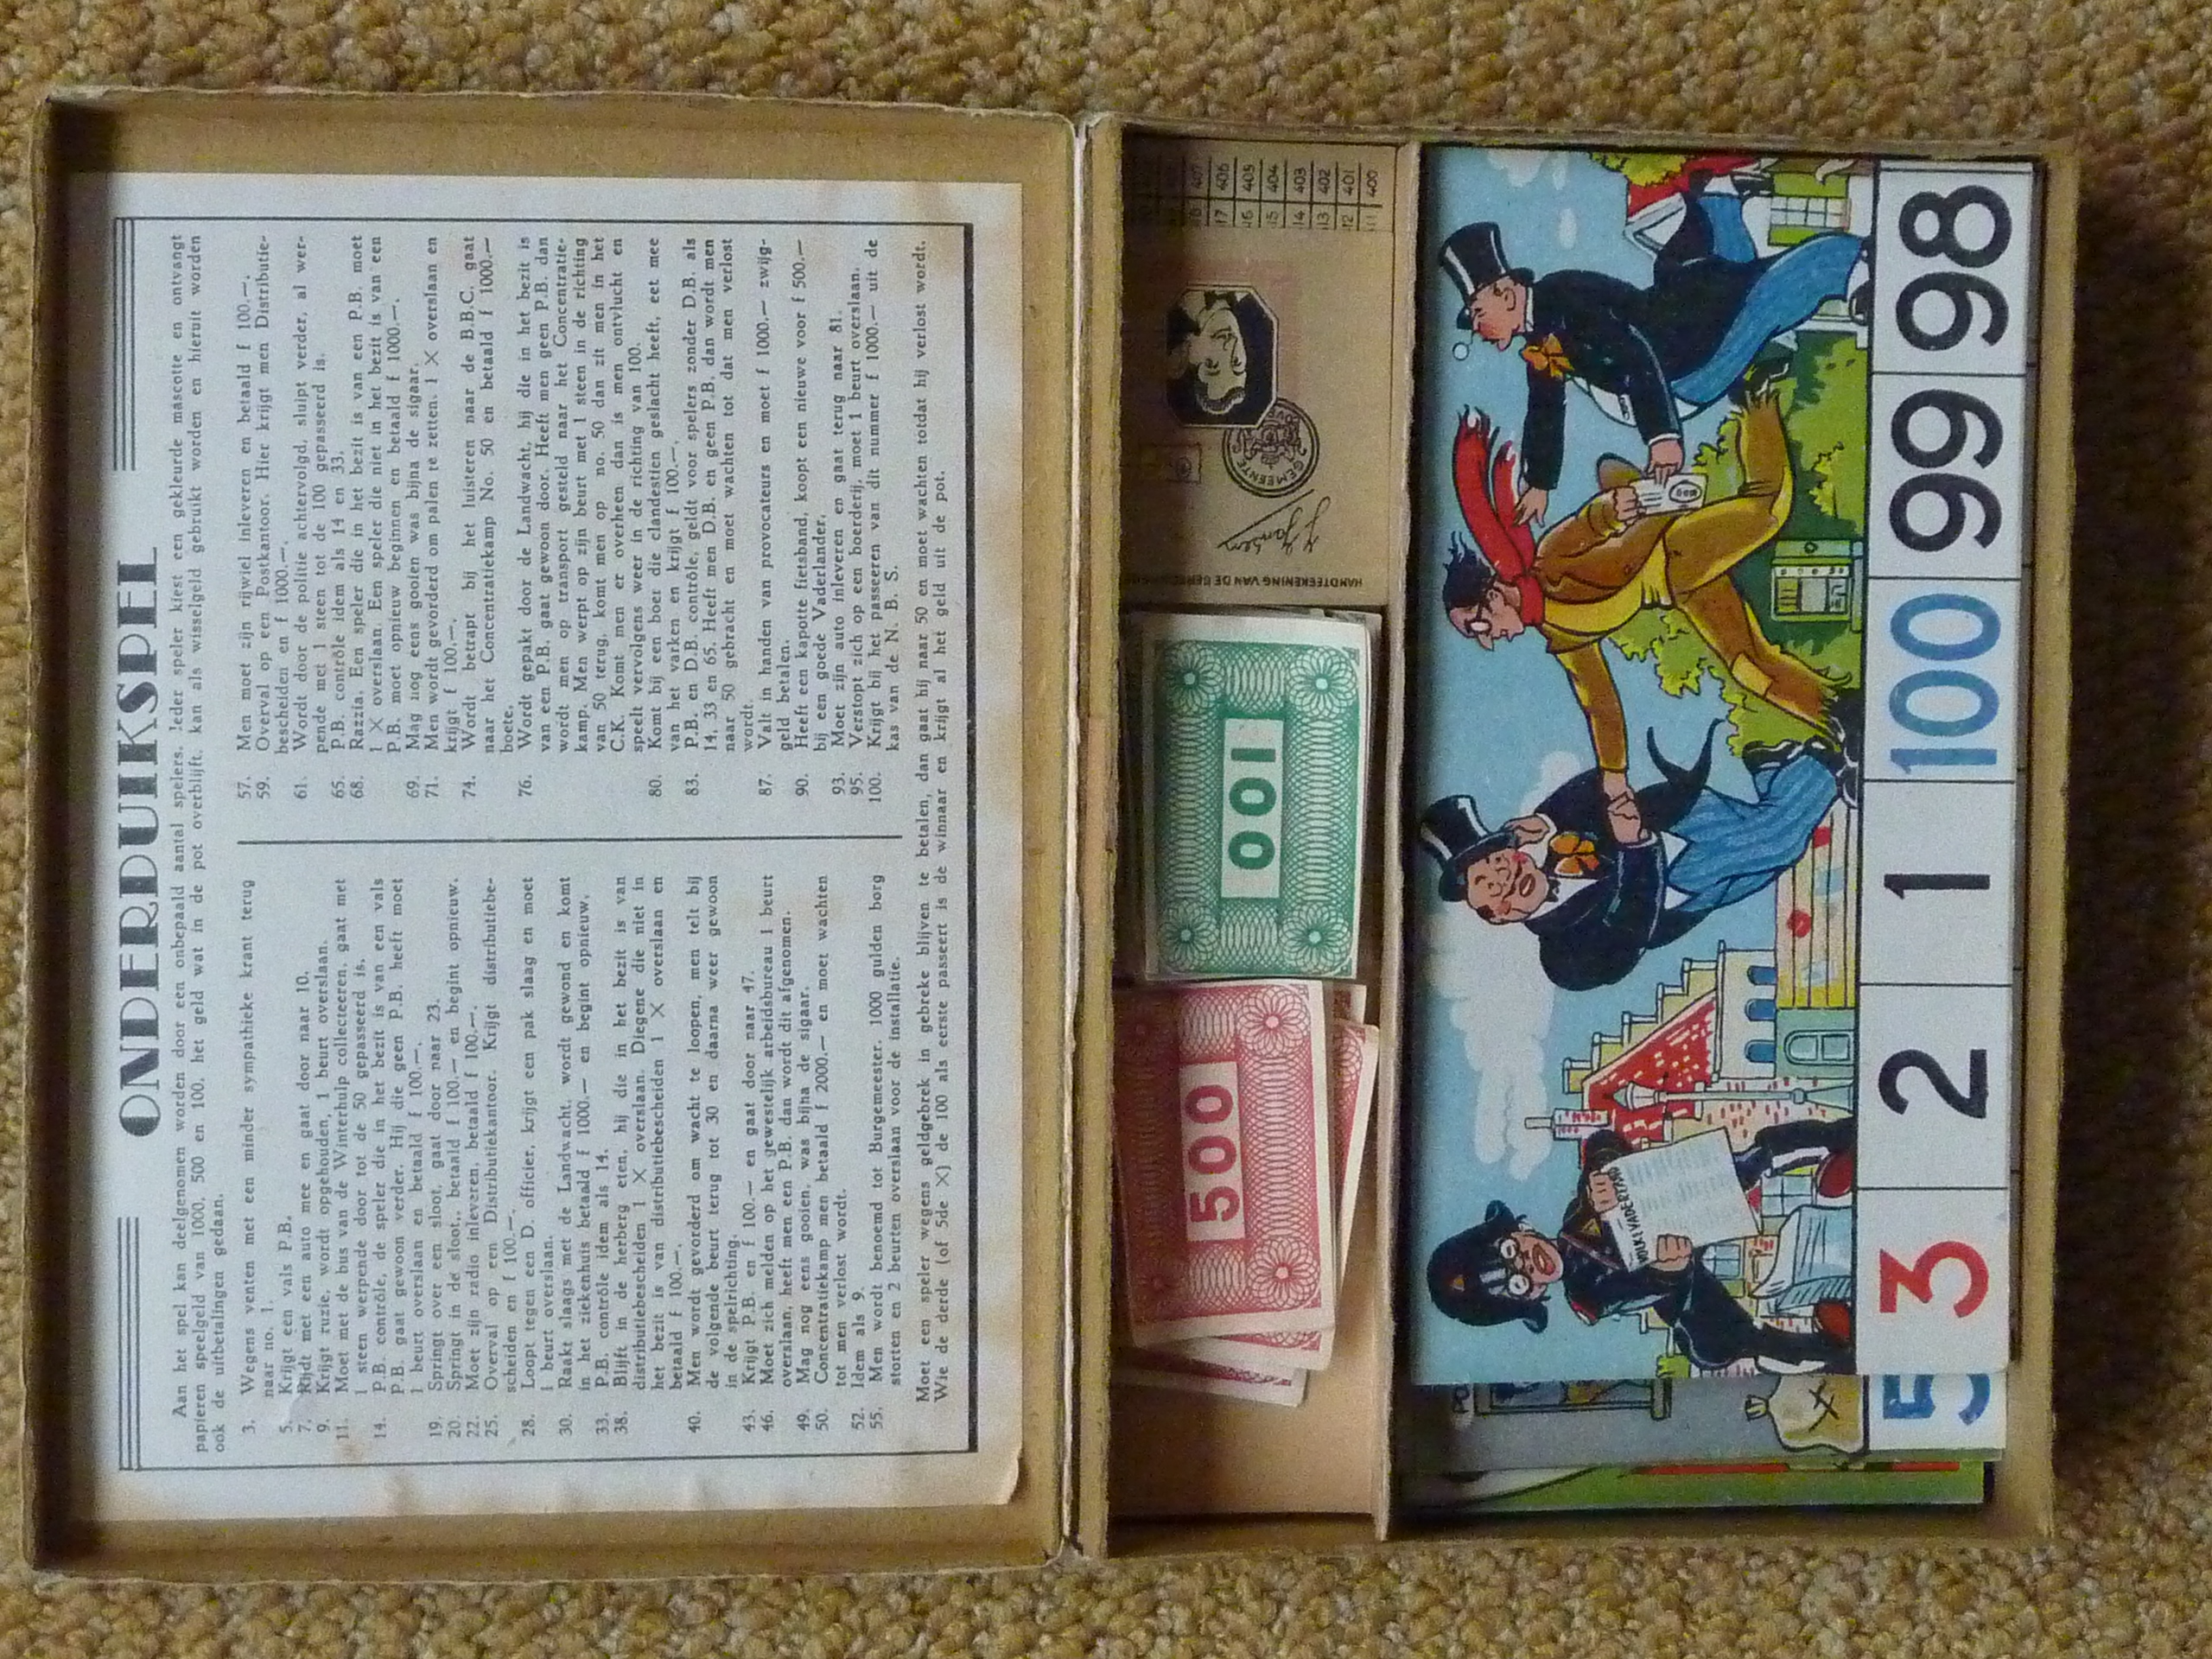 ONDERDUIKSPEL
Aan het spel kan deelgenomen worden door een onbepaald aantal spelers. Ieder speler kiest een gekleurde mascotte en ontvangt
papieren speelgeld van 1000, 500 en 100. het geld wat in de pot overblijft. kan als wisselgeld gebruikt worden en hieruit worden
ook de uitbetalingen gedaan.
3. Wegens venten met een minder sympathieke krant terug
naar no. 1.
5. Krijgt een vals P.B.
7. Rijdt met een auto mee en gaat door naar 10.
9. Krijgt ruzie, wordt opgehouden, 1 beurt overslaan.
11. Moet met de bus van de Winterhulp collecteeren, gaat met
1 steen werpende door tot de 50 gepasseerd is.
14. P.B. contrôle, de speler die in het bezit is van een vals
P.B. gaat gewoon verder. Hij die geen P.B. heeft moet
1 beurt overslaan en betaald f 100.—.
19. Springt over een sloot, gaat door naar 23.
20. Springt in de sloot,. betaald f 100.— en begint opnieuw.
22. Moet zijn radio inleveren, betaald f 100.—.
25. Overval op een Distributiekantoor. Krijgt distributiebe-
scheiden en f 100.—.
28. Loopt tegen een D. officier, krijgt een pak slaag en moet
1 beurt overslaan.
30. Raakt slaags met de Landwacht, wordt gewond en komt
in het ziekenhuis betaald f 1000.— en begint opnieuw.
33. P.B. contrôle idem als 14.
38. Blijft in de herberg eten, hij die in het bezit is van
distributiebescheiden 1 × overslaan. Diegene die niet in
het bezit is van distributiebescheiden 1 × overslaan en
betaald f 100.—.
40. Men wordt gevorderd om wacht te loopen, men telt bij
de volgende beurt terug tot 30 en daarna weer gewoon
in de spelrichting.
43. Krijgt P.B. en f 100.— en gaat door naar 47.
46. Moet zich melden op het gewestelijk arbeidsbureau 1 beurt
overslaan, heeft men een P.B. dan wordt dit afgenomen.
49. Mag nog eens gooien, was bijna de sigaar.
50. Concentratiekamp men betaald f 2000.— en moet wachten
tot men verlost wordt.
52. Idem als 9.
55. Men wordt benoemd tot Burgemeester. 1000 gulden borg
storten en 2 beurten overslaan voor de installatie.
57. Men moet zijn rijwiel inleveren en betaald f 100.—.
59. Overval op een Postkantoor. Hier krijgt men Distributie-
bescheiden en f 1000.—.
61. Wordt door de politie achtervolgd, sluipt verder, al wer-
pende met 1 steen tot de 100 gepasseerd is.
65. P.B. contrôle idem als 14 en 33.
68. Razzia. Een speler die in het bezit is van een P.B. moet
1 × overslaan. Een speler die niet in het bezit is van een
P.B. moet opnieuw beginnen en betaald f 1000.—.
69. Mag nog eens gooien was bijna de sigaar.
71. Men wordt gevorderd om palen te zetten. 1 × overslaan en
krijgt f 100.—.
74. Wordt betrapt bij het luisteren naar de B.B.C. gaat
naar het Concentratiekamp No. 50 en betaald f 1000.—
boete.
76. Wordt gepakt door de Landwacht, hij die in het bezit is
van een P.B. gaat gewoon door. Heeft men geen P.B. dan
wordt men op transport gesteld naar het Concentratie-
kamp. Men werpt op zijn beurt met 1 steen in de richting
van 50 terug, komt men op no. 50 dan zit men in het
C.K. Komt men er overheen dan is men ontvlucht en
speelt vervolgens weer in de richting van 100.
80. Komt bij een boer die clandestien geslacht heeft, eet mee
van het varken en krijgt f 100.—.
83. P.B. en D.B. contrôle, geldt voor spelers zonder D.B. als
14, 33 en 65. Heeft men D.B. en geen P.B. dan wordt men
naar 50 gebracht en moet wachten tot dat men verlost
wordt.
87. Valt in handen van provocateurs en moet f 1000.— zwijg-
geld betalen.
90. Heeft een kapotte fietsband, koopt een nieuwe voor f 500.—
bij een goede Vaderlander.
93. Moet zijn auto inleveren en gaat terug naar 81.
95. Verstopt zich op een boerderij, moet 1 beurt overslaan.
100. Krijgt bij het passeeren van dit nummer f 1000.— uit de
kas van de N. B. S.
Moet een speler wegens geldgebrek in gebreke blijven te betalen, dan gaat hij naar 50 en moet wachten totdat hij verlost wordt.
Wie de derde (of 5de ×) de 100 als eerste passeert is de winnaar en krijgt al het geld uit de pot.
500
100
HANDTEEKENING VAN DE
J. Jansen
GEMEENTE
17 406
16 405
15 404
14 403
13 402
12 401
11 400
VOLK EN VADERLAND
3 2 1 100 99 98
5